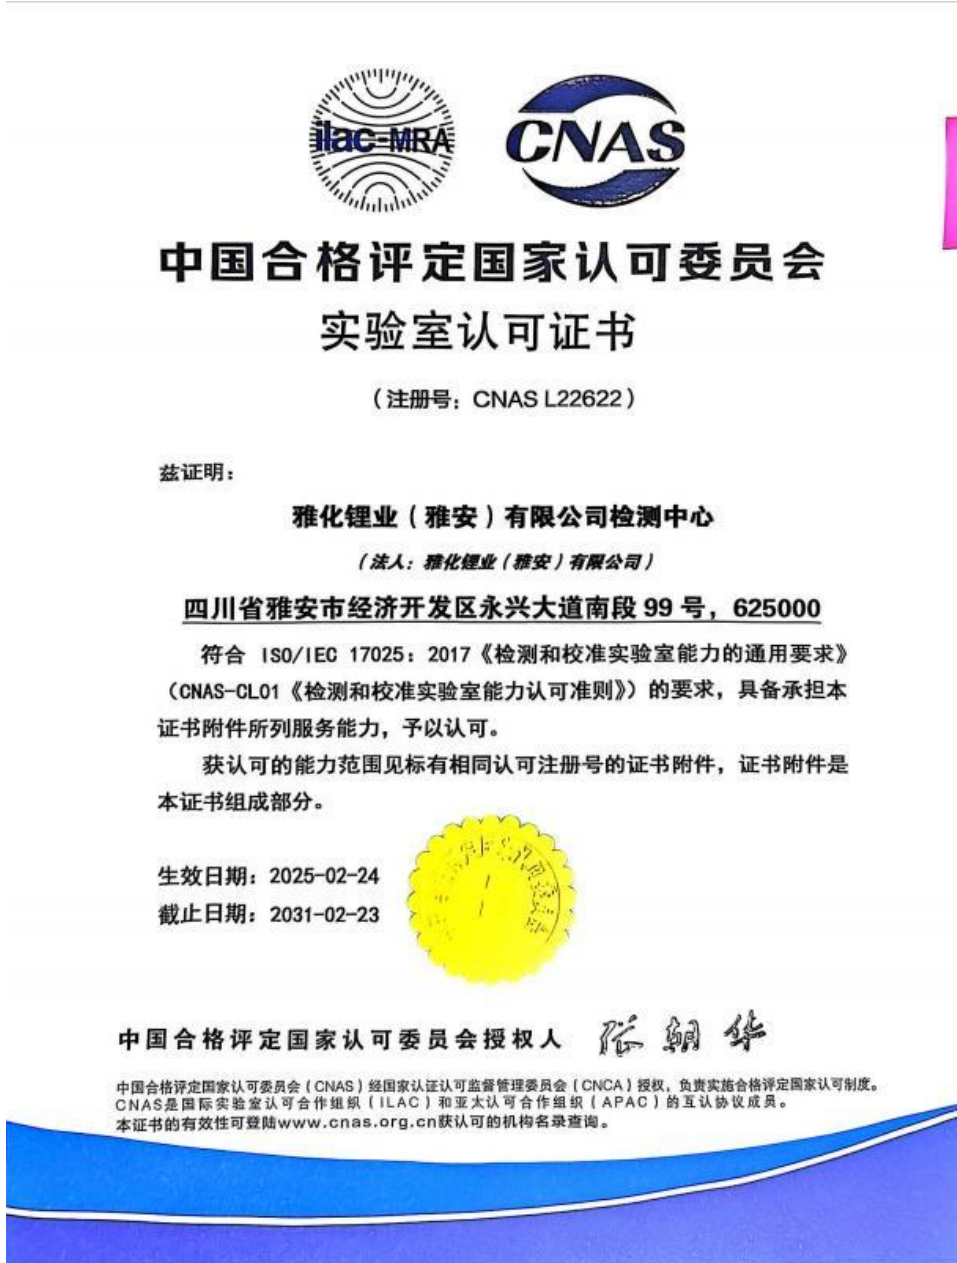 ilac-MRA
CNAS
中国合格评定国家认可委员会
实验室认可证书
（注册号：CNAS L22622）
兹证明：
雅化锂业（雅安）有限公司检测中心
（法人：雅化锂业（雅安）有限公司）
四川省雅安市经济开发区永兴大道南段 99 号，625000
符合 ISO/IEC 17025：2017《检测和校准实验室能力的通用要求》
（CNAS-CL01《检测和校准实验室能力认可准则》）的要求，具备承担本
证书附件所列服务能力，予以认可。
获认可的能力范围见标有相同认可注册号的证书附件，证书附件是
本证书组成部分。
生效日期：2025-02-24
截止日期：2031-02-23
中国合格评定国家认可委员会授权人 张朝华
中国合格评定国家认可委员会（CNAS）经国家认证认可监督管理委员会（CNCA）授权，负责实施合格评定国家认可制度。
CNAS是国际实验室认可合作组织（ILAC）和亚太认可合作组织（APAC）的互认协议成员。
本证书的有效性可登陆www.cnas.org.cn获认可的机构名录查询。